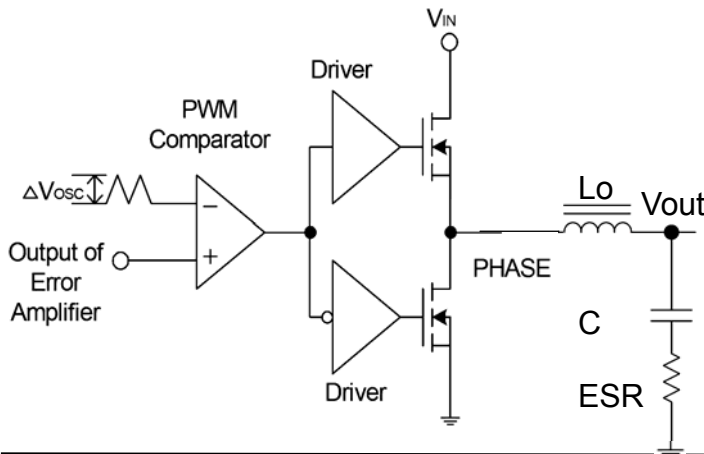 VIN
Driver
PWM
Comparator
ΔVOSC
Lo
Vout
−
Output of
Error
Amplifier
+
PHASE
C
Driver
ESR